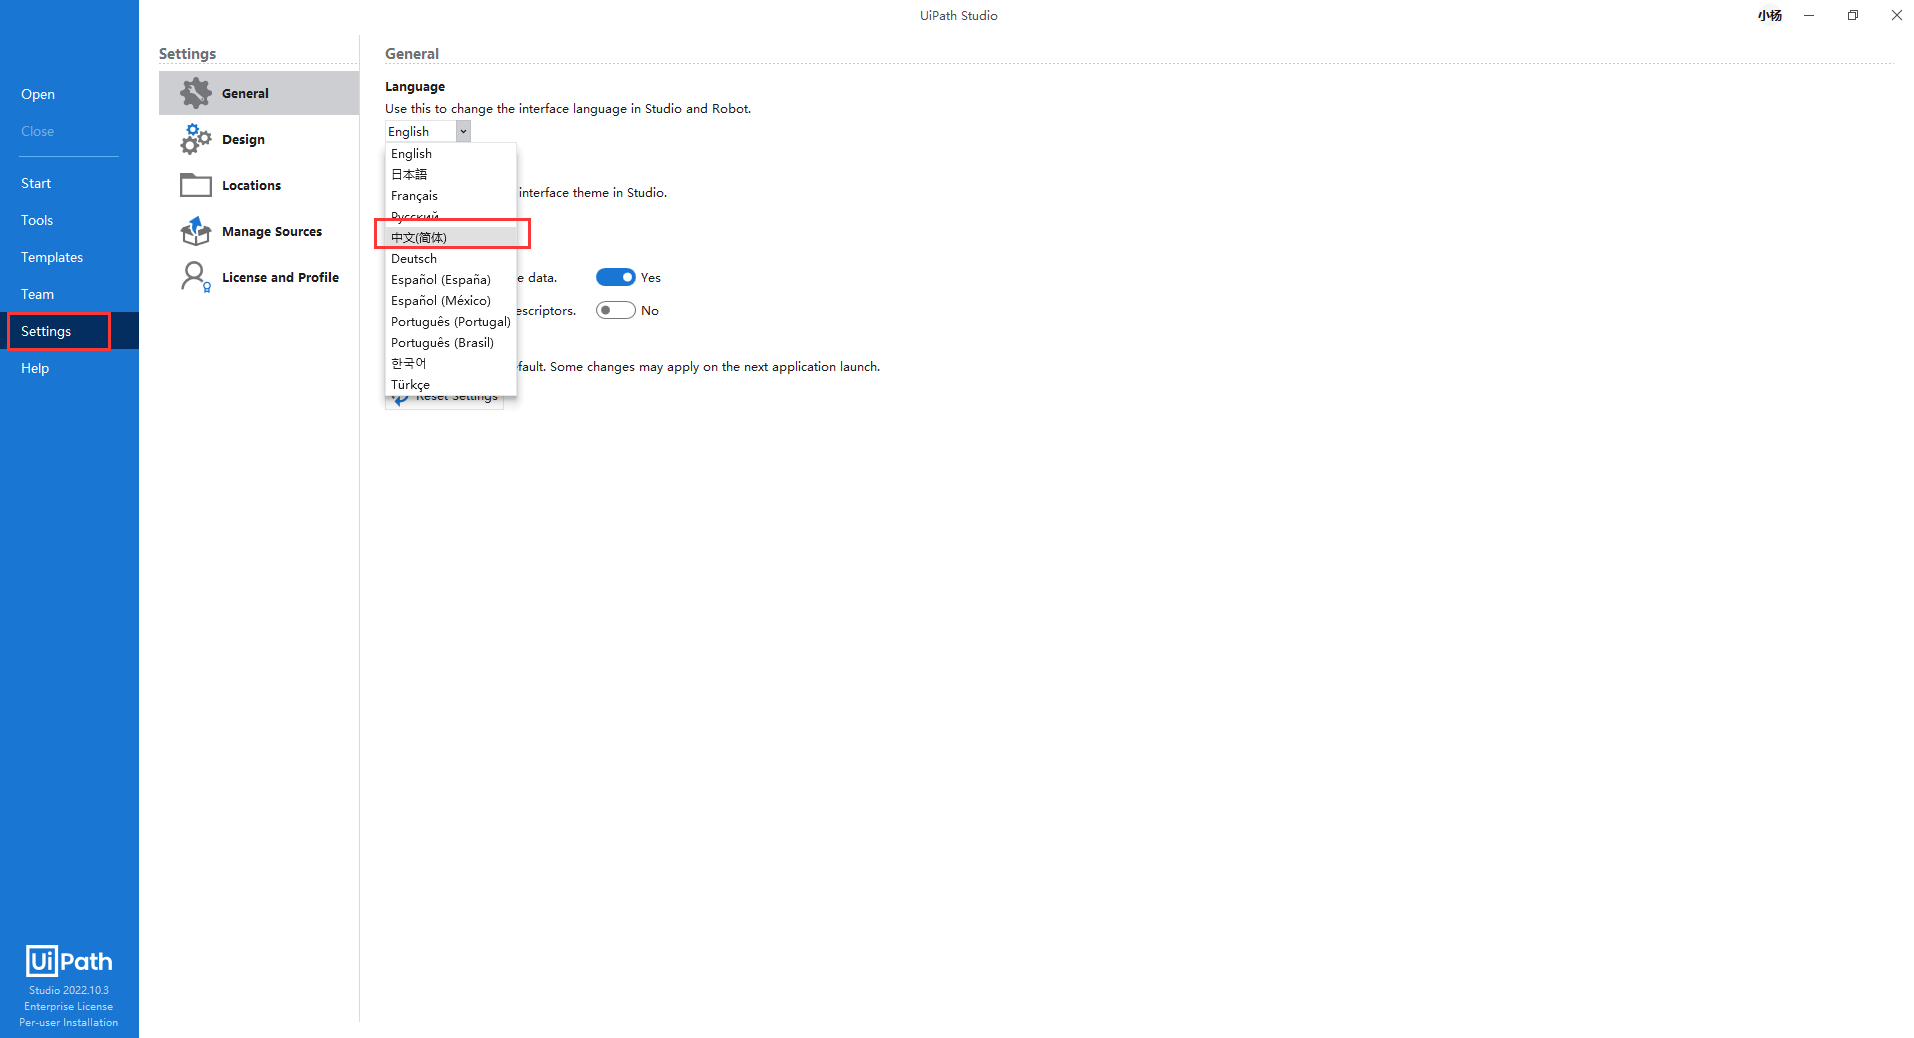 UiPath Studio
小杨
Open
Close
Start
Tools
Templates
Team
Settings
Help
UiPath
Studio 2022.10.3
Enterprise License
Per-user Installation
Settings
General
Design
Locations
Manage Sources
License and Profile
General
Language
Use this to change the interface language in Studio and Robot.
English
English
日本語
Français
Русский
中文(简体)
Deutsch
Español (España)
Español (México)
Português (Portugal)
Português (Brasil)
한국어
Türkçe
interface theme in Studio.
e data.
Yes
escriptors.
No
fault. Some changes may apply on the next application launch.
Reset Settings